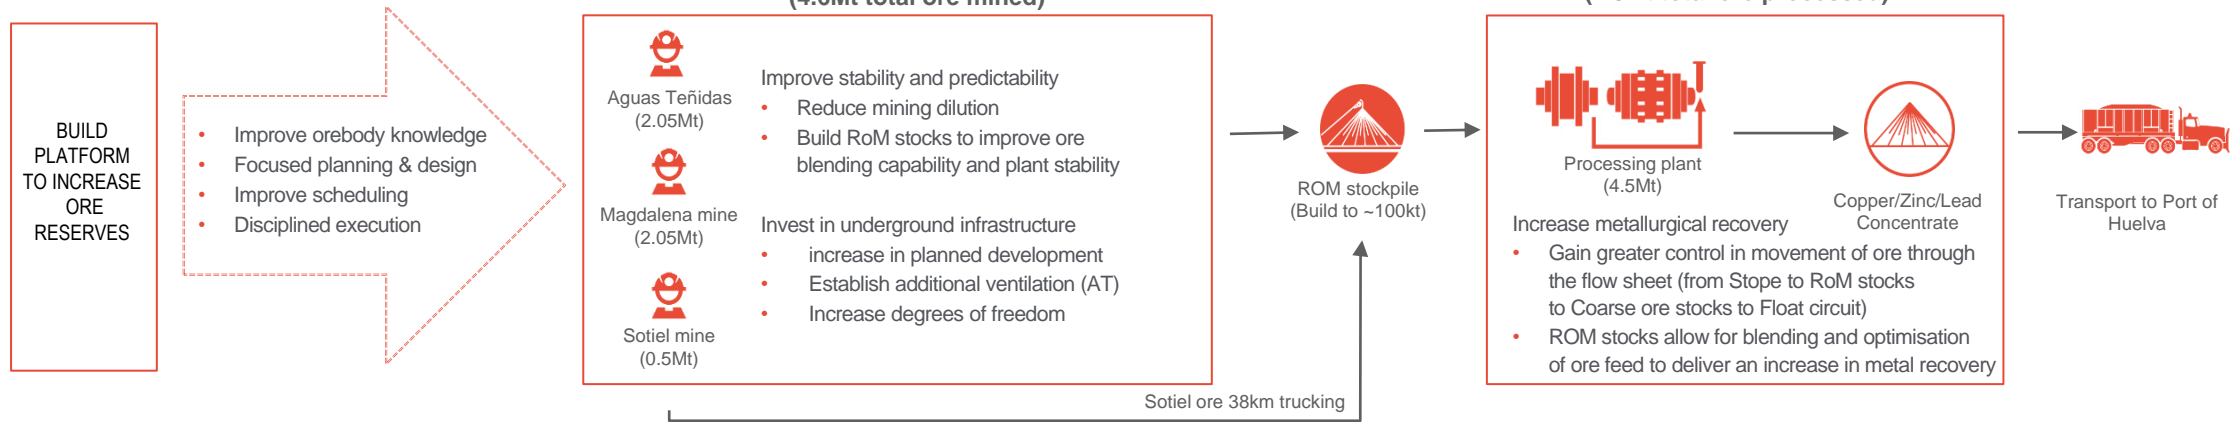 BUILD
PLATFORM
TO INCREASE
ORE
RESERVES
• Improve orebody knowledge
• Focused planning & design
• Improve scheduling
• Disciplined execution
Aguas Teñidas
(2.05Mt)
Magdalena mine
(2.05Mt)
Sotiel mine
(0.5Mt)
Improve stability and predictability
• Reduce mining dilution
• Build RoM stocks to improve ore
blending capability and plant stability
Invest in underground infrastructure
• increase in planned development
• Establish additional ventilation (AT)
• Increase degrees of freedom
Sotiel ore 38km trucking
ROM stockpile
(Build to ~100kt)
Processing plant
(4.5Mt)
Copper/Zinc/Lead
Concentrate
Increase metallurgical recovery
• Gain greater control in movement of ore through
the flow sheet (from Stope to RoM stocks
to Coarse ore stocks to Float circuit)
• ROM stocks allow for blending and optimisation
of ore feed to deliver an increase in metal recovery
Transport to Port of
Huelva